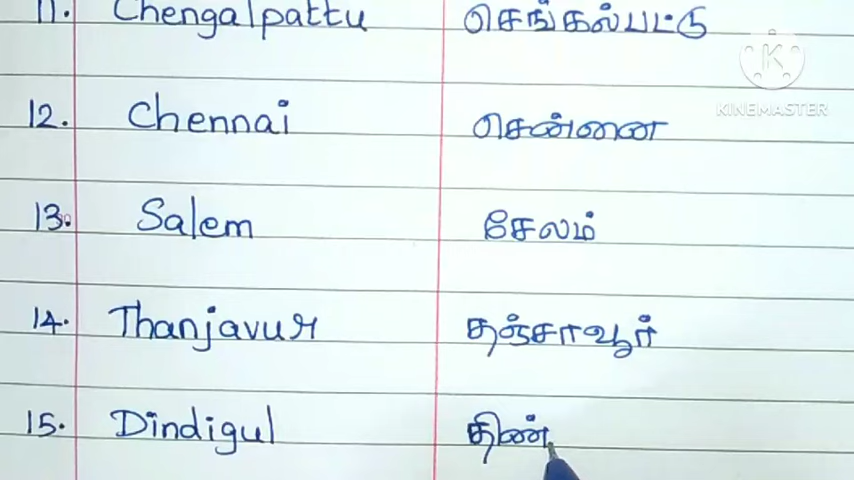 11. Chengalpattu செங்கல்பட்டு
K
KINEMASTER
12. Chennai சென்னை
13. Salem சேலம்
14. Thanjavur தஞ்சாவூர்
15. Dindigul திண்